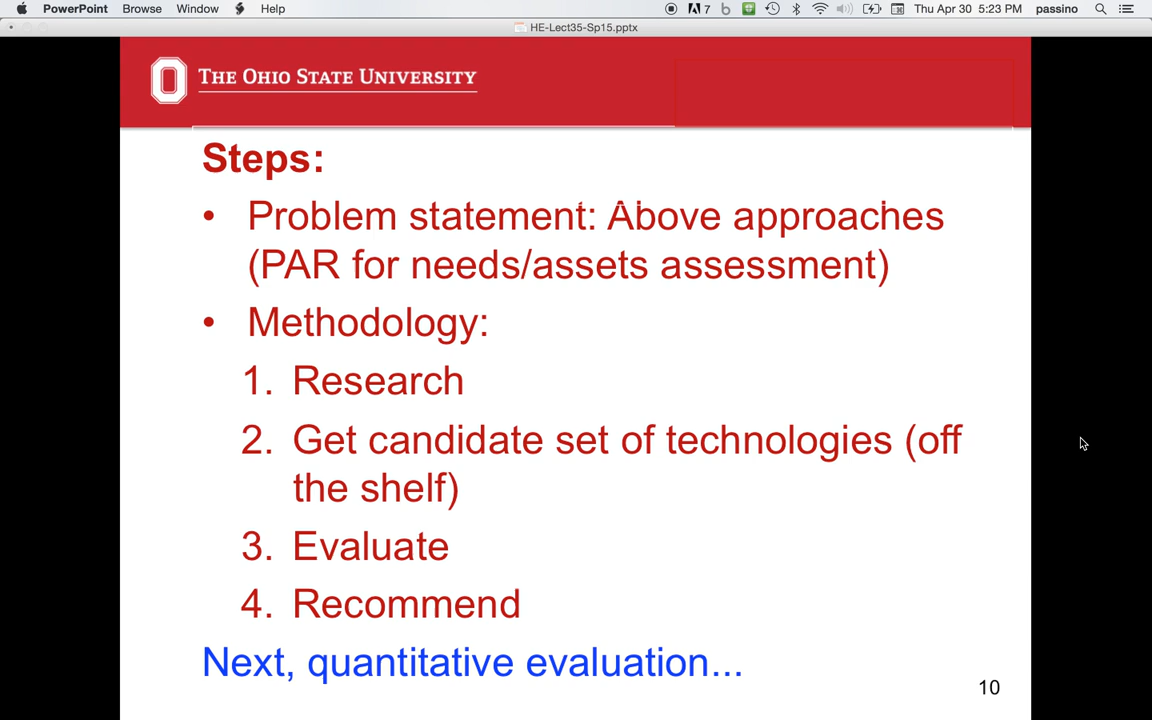 PowerPoint Browse Window Help 7 Thu Apr 30 5:23 PM passino
HE-Lect35-Sp15.pptx
THE OHIO STATE UNIVERSITY
Steps:
• Problem statement: Above approaches
(PAR for needs/assets assessment)
• Methodology:
1. Research
2. Get candidate set of technologies (off
the shelf)
3. Evaluate
4. Recommend
Next, quantitative evaluation...
10